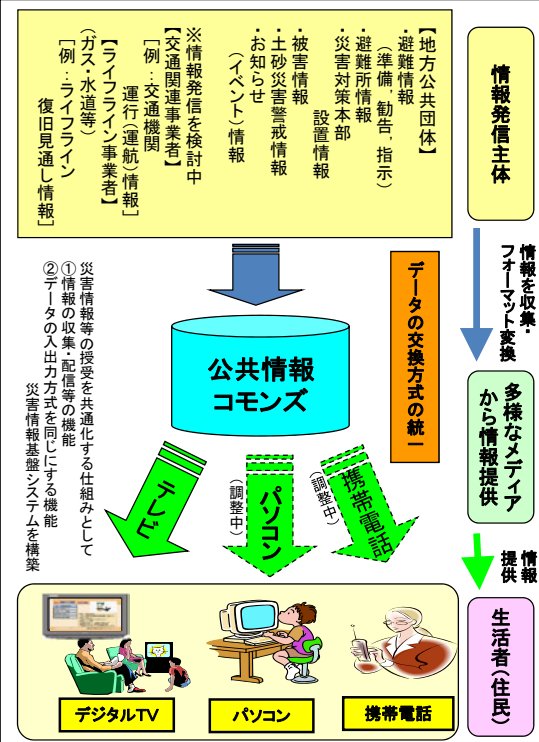 情報発信主体
【地方公共団体】
・避難情報
(準備，勧告，指示)
・避難所情報
・災害対策本部
設置情報
・被害情報
・土砂災害警戒情報
・お知らせ
(イベント)情報
※情報発信を検討中
【交通関連事業者】
[例：交通機関
運行(運航)情報]
【ライフライン事業者】
(ガス・水道等)
[例：ライフライン
復旧見通し情報]
情報を収集・
フォーマット変換
データの交換方式の統一
公共情報
コモンズ
災害情報等の授受を共通化する仕組みとして
①情報の収集・配信等の機能
②データの入出力方式を同じにする機能
災害情報基盤システムを構築
多様なメディア
から情報提供
テレビ
パソコン
(調整中)
携帯電話
(調整中)
情報
提供
生活者(住民)
デジタルTV
パソコン
携帯電話